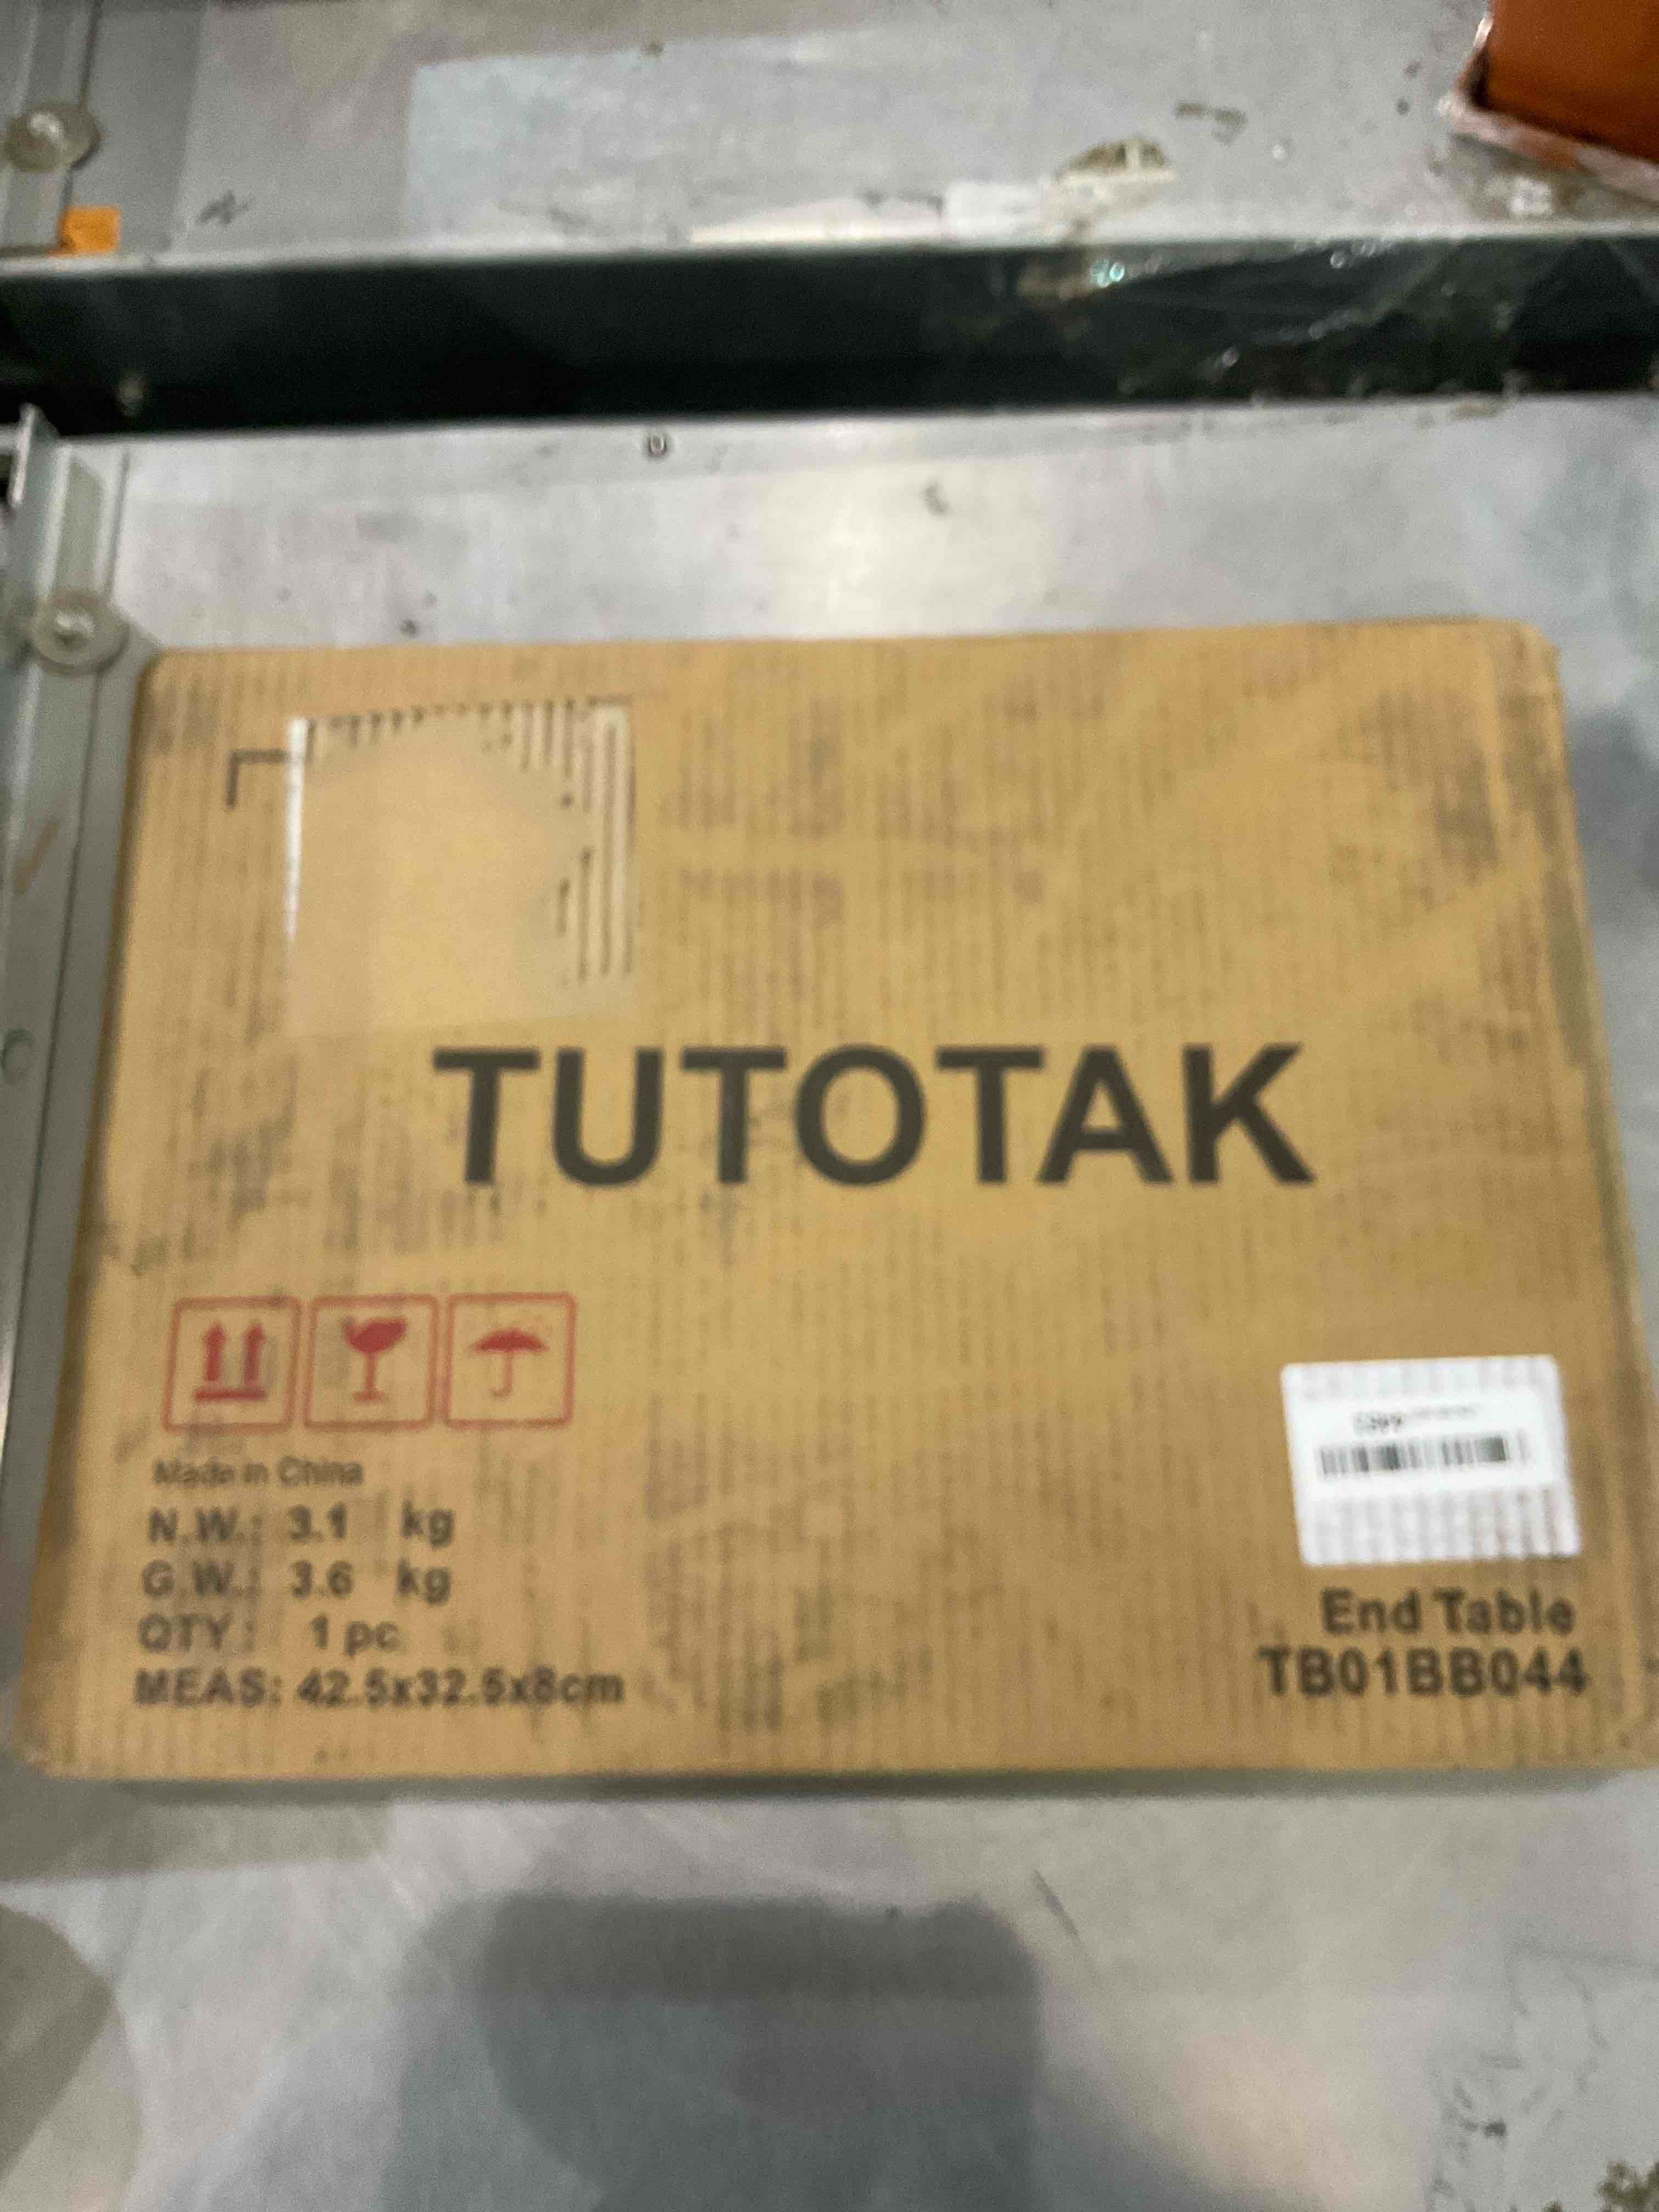 TUTOTAK
Made in China
N.W.: 3.1 kg
G.W.: 3.6 kg
QTY: 1 pc
MEAS: 42.5x32.5x8cm
End Table
TB01BB044